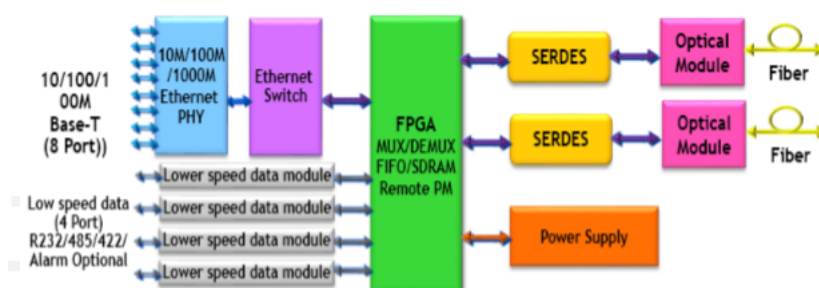 10/100/1
00M
Base-T
(8 Port))
10M/100M
/1000M
Ethernet
PHY
Ethernet
Switch
FPGA
MUX/DEMUX
FIFO/SDRAM
Remote PM
SERDES
Optical
Module
Fiber
SERDES
Optical
Module
Fiber
Low speed data
(4 Port)
R232/485/422/
Alarm Optional
Lower speed data module
Lower speed data module
Lower speed data module
Lower speed data module
Power Supply